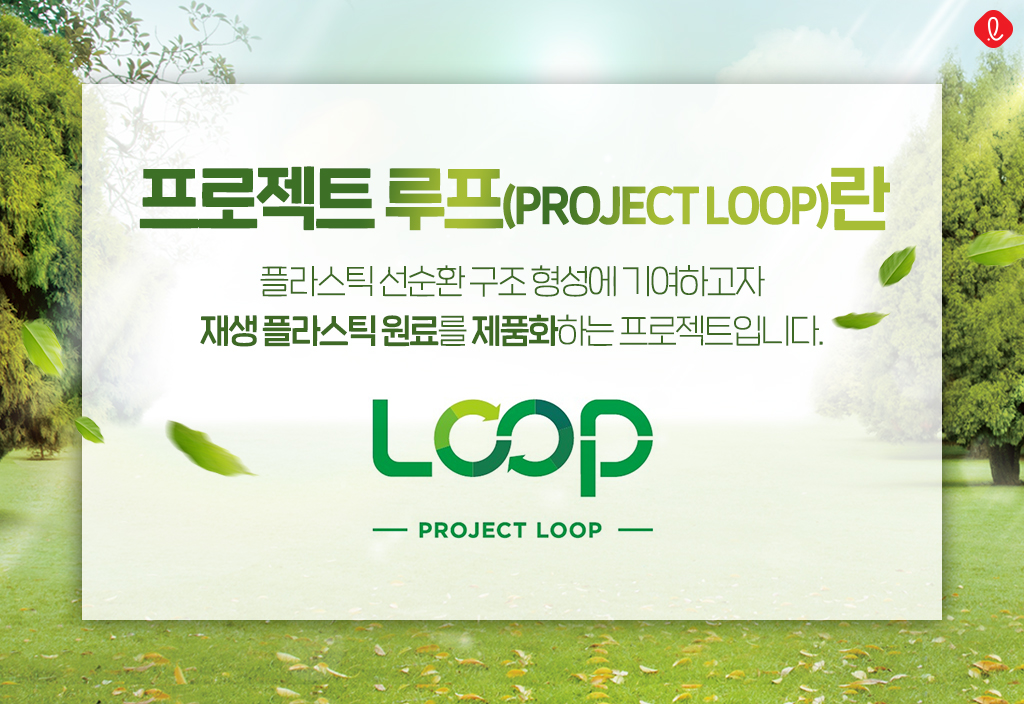 프로젝트 루프(PROJECT LOOP)란
플라스틱 선순환 구조 형성에 기여하고자
재생 플라스틱 원료를 제품화하는 프로젝트입니다.
LOOP
PROJECT LOOP